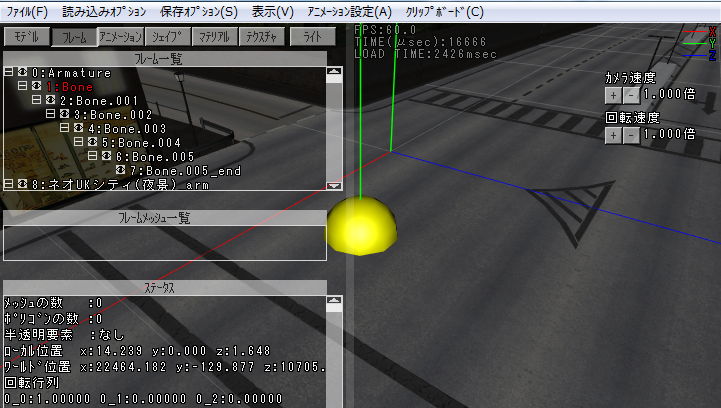 ファイル(F) 読み込みオプション 保存オプション(S) 表示(V) アニメーション設定(A) クリップボード(C)
モデル フレーム アニメーション シェイプ マテリアル テクスチャ ライト
FPS:60.0
TIME(μsec):16666
LOAD TIME:2426msec
X
Y
Z
フレーム一覧
0:Armature
1:Bone
2:Bone.001
3:Bone.002
4:Bone.003
5:Bone.004
6:Bone.005
7:Bone.005_end
8:ネオUKシティ(夜景)_arm
カメラ速度
+ - 1.000倍
回転速度
+ - 1.000倍
フレームメッシュ一覧
ステータス
メッシュの数 :0
ポリゴンの数 :0
半透明要素 :なし
ローカル位置 x:14.239 y:0.000 z:1.648
ワールド位置 x:22464.182 y:-129.877 z:10705.
回転行列
0_0:1.00000 0_1:0.00000 0_2:0.00000